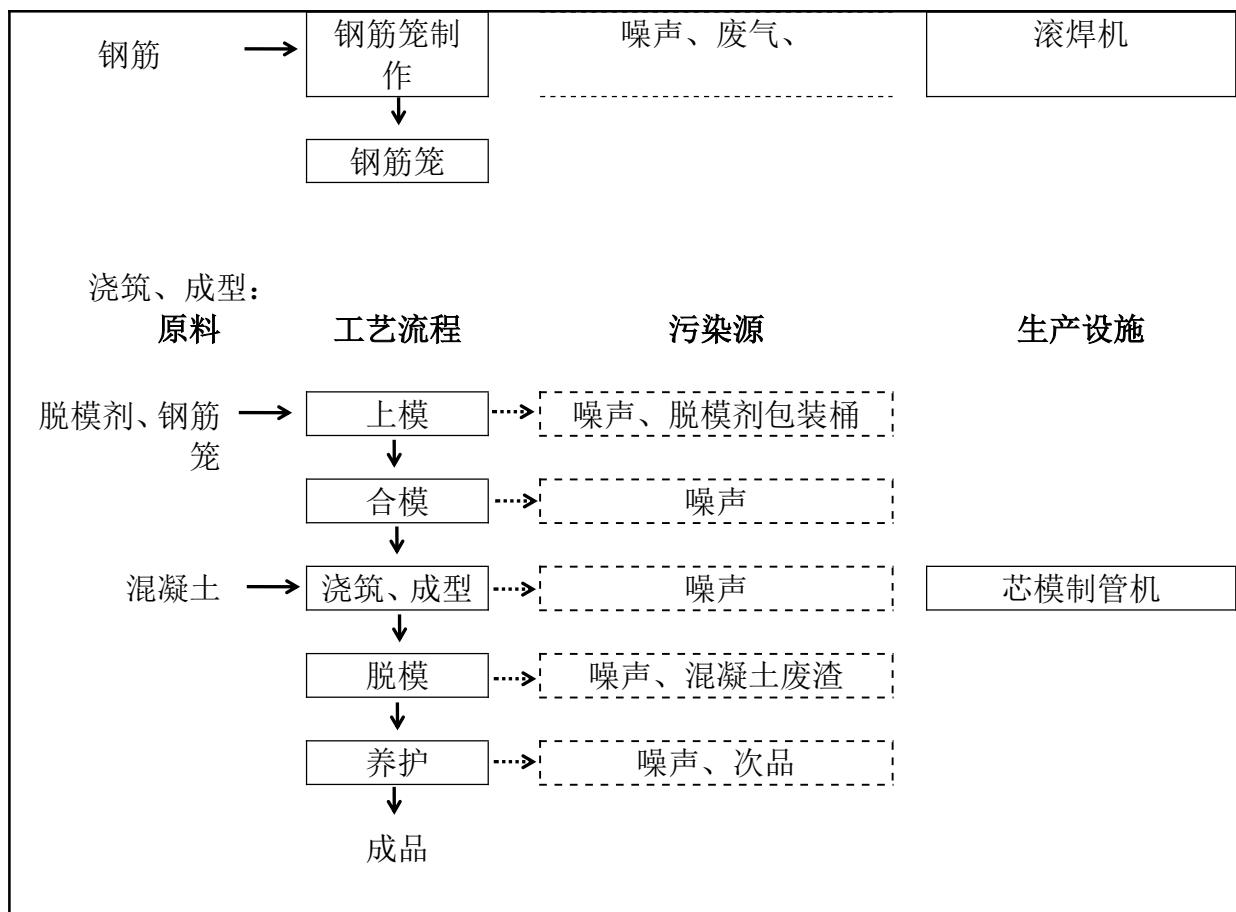 钢筋 钢筋笼制 噪声、废气、 滚焊机
作
钢筋笼
浇筑、成型：
原料 工艺流程 污染源 生产设施
脱模剂、钢筋 上模 噪声、脱模剂包装桶
笼
合模 噪声
混凝土 浇筑、成型 噪声 芯模制管机
脱模 噪声、混凝土废渣
养护 噪声、次品
成品